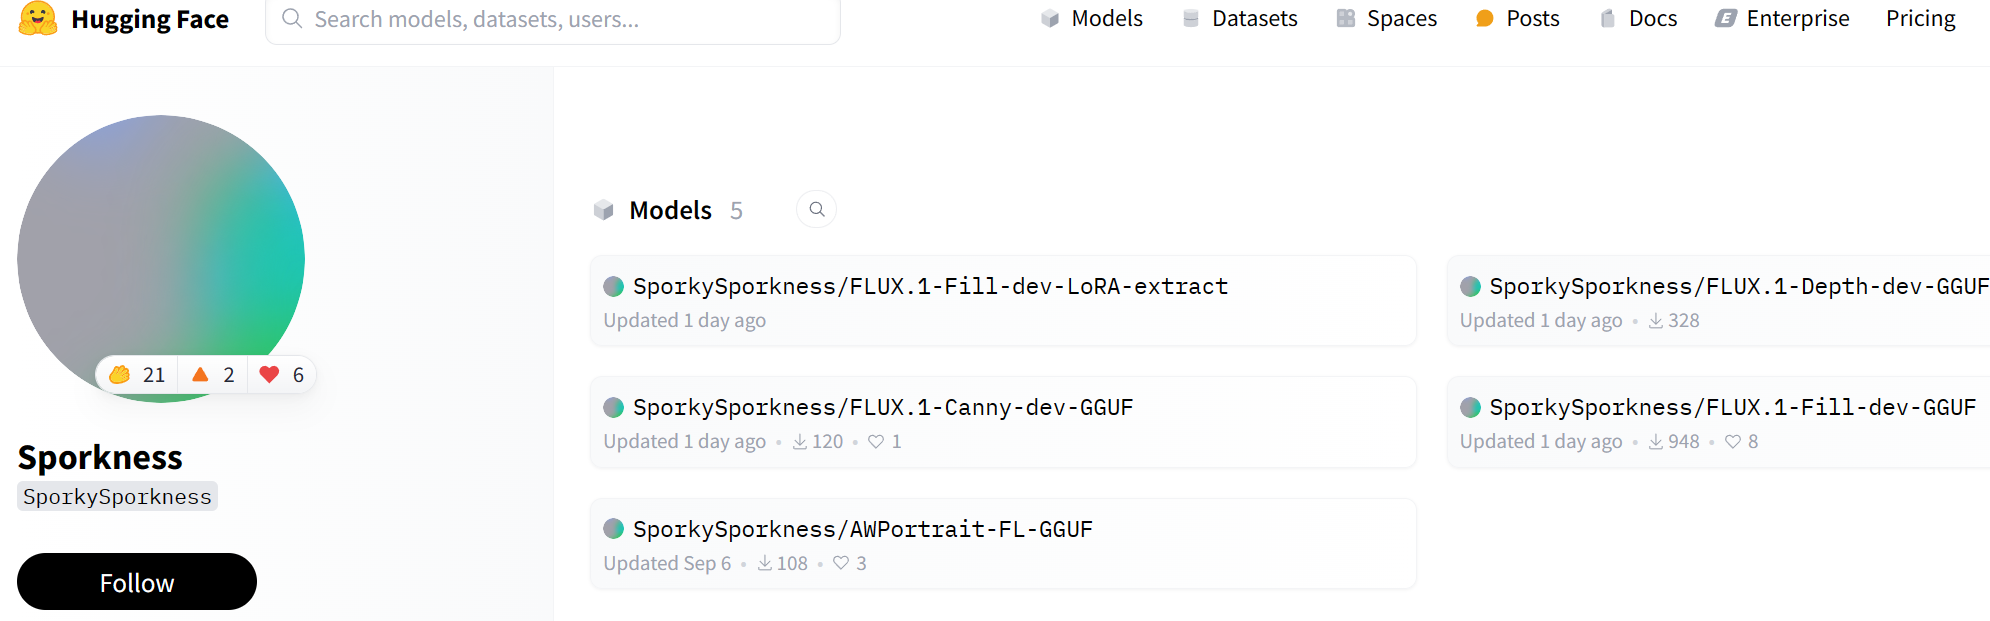 Hugging Face
Search models, datasets, users...
Models
Datasets
Spaces
Posts
Docs
Enterprise
Pricing
21
2
6
Sporkness
SporkySporkness
Follow
Models 5
SporkySporkness/FLUX.1-Fill-dev-LoRA-extract
Updated 1 day ago
SporkySporkness/FLUX.1-Depth-dev-GGUF
Updated 1 day ago • 328
SporkySporkness/FLUX.1-Canny-dev-GGUF
Updated 1 day ago • 120 • 1
SporkySporkness/FLUX.1-Fill-dev-GGUF
Updated 1 day ago • 948 • 8
SporkySporkness/AWPortrait-FL-GGUF
Updated Sep 6 • 108 • 3